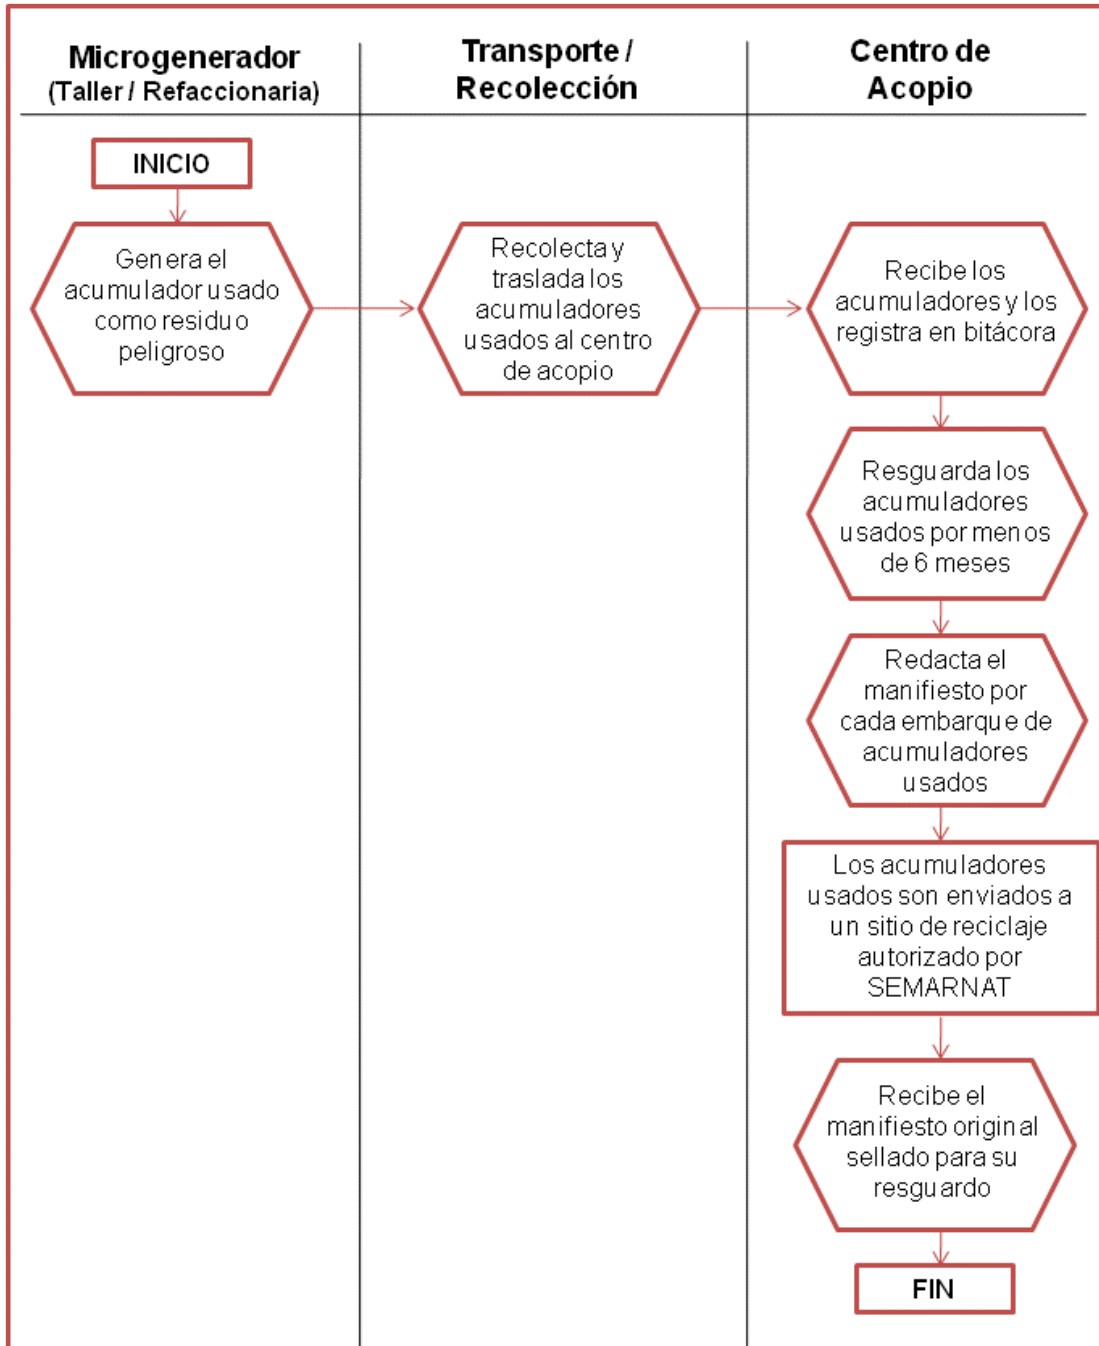 Microgenerador
(Taller / Refaccionaria)
Transporte /
Recolección
Centro de
Acopio
INICIO
Genera el
acumulador usado
como residuo
peligroso
Recolecta y
traslada los
acumuladores
usados al centro
de acopio
Recibe los
acumuladores y los
registra en bitácora
Resguarda los
acumuladores
usados por menos
de 6 meses
Redacta el
manifiesto por
cada embarque de
acumuladores
usados
Los acumuladores
usados son enviados a
un sitio de reciclaje
autorizado por
SEMARNAT
Recibe el
manifiesto original
sellado para su
resguardo
FIN